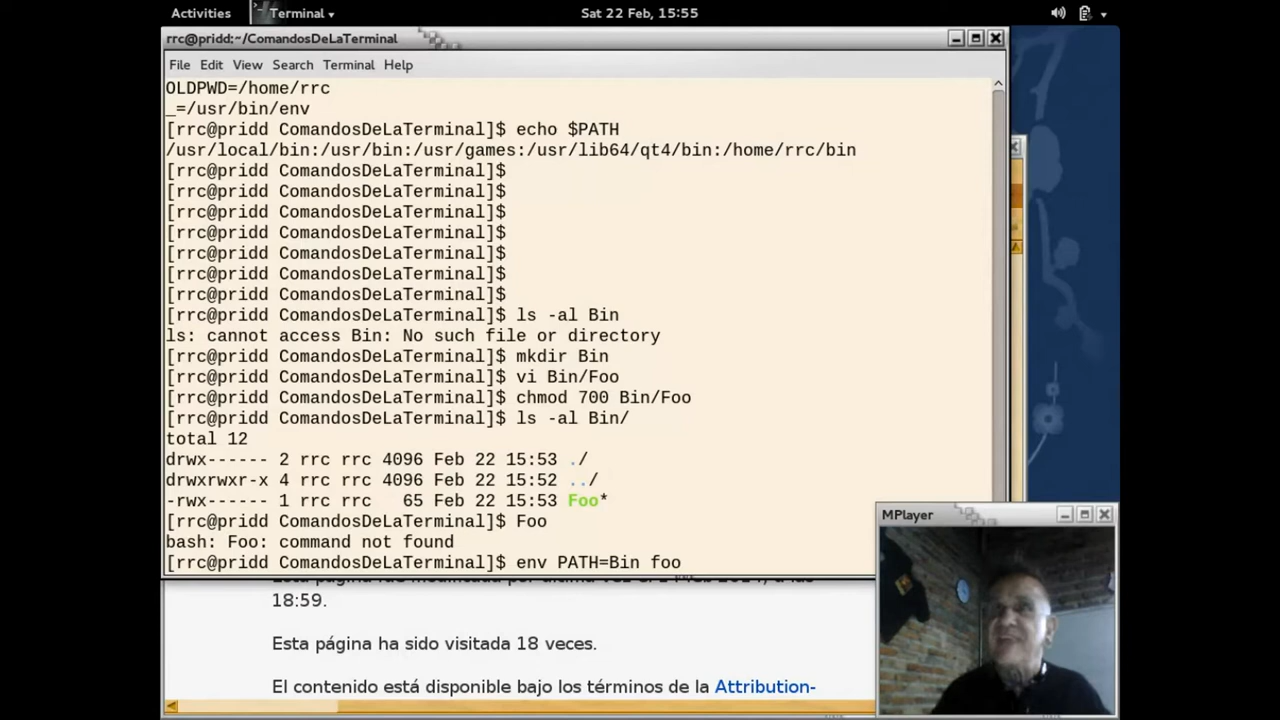 Activities Terminal Sat 22 Feb, 15:55
rrc@pridd:~/ComandosDeLaTerminal
File Edit View Search Terminal Help
OLDPWD=/home/rrc
_=/usr/bin/env
[rrc@pridd ComandosDeLaTerminal]$ echo $PATH
/usr/local/bin:/usr/bin:/usr/games:/usr/lib64/qt4/bin:/home/rrc/bin
[rrc@pridd ComandosDeLaTerminal]$
[rrc@pridd ComandosDeLaTerminal]$
[rrc@pridd ComandosDeLaTerminal]$
[rrc@pridd ComandosDeLaTerminal]$
[rrc@pridd ComandosDeLaTerminal]$
[rrc@pridd ComandosDeLaTerminal]$
[rrc@pridd ComandosDeLaTerminal]$
[rrc@pridd ComandosDeLaTerminal]$ ls -al Bin
ls: cannot access Bin: No such file or directory
[rrc@pridd ComandosDeLaTerminal]$ mkdir Bin
[rrc@pridd ComandosDeLaTerminal]$ vi Bin/Foo
[rrc@pridd ComandosDeLaTerminal]$ chmod 700 Bin/Foo
[rrc@pridd ComandosDeLaTerminal]$ ls -al Bin/
total 12
drwx------ 2 rrc rrc 4096 Feb 22 15:53 ./
drwxrwxr-x 4 rrc rrc 4096 Feb 22 15:52 ../
-rwx------ 1 rrc rrc   65 Feb 22 15:53 Foo*
[rrc@pridd ComandosDeLaTerminal]$ Foo
bash: Foo: command not found
[rrc@pridd ComandosDeLaTerminal]$ env PATH=Bin foo
MPlayer
18:59.
Esta página ha sido visitada 18 veces.
El contenido está disponible bajo los términos de la Attribution-